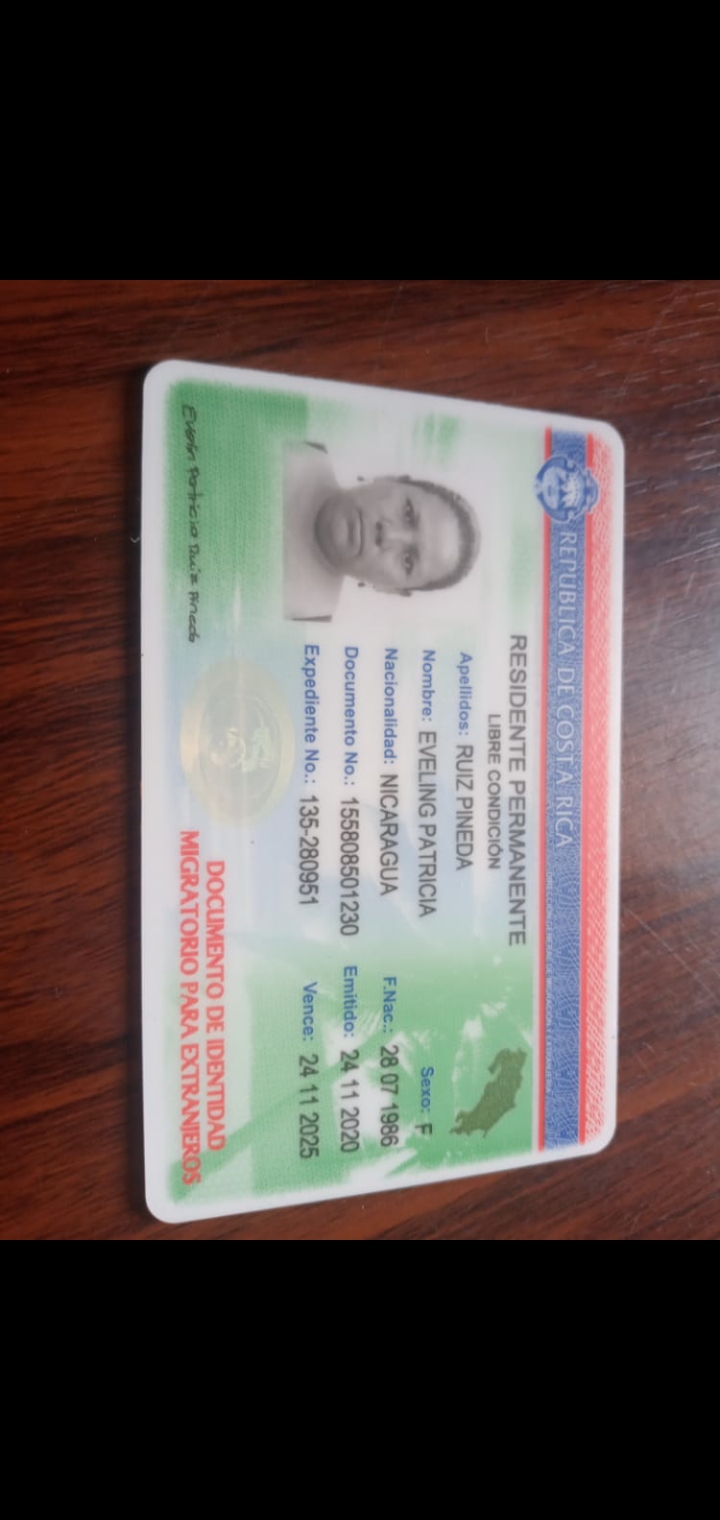 REPUBLICA DE COSTA RICA
RESIDENTE PERMANENTE
LIBRE CONDICIÓN
Apellidos: RUIZ PINEDA
Nombre: EVELING PATRICIA Sexo: F
Nacionalidad: NICARAGUA F.Nac.: 28 07 1986
Documento No.: 155808501230 Emitido: 24 11 2020
Expediente No.: 135-280951 Vence: 24 11 2025
DOCUMENTO DE IDENTIDAD
MIGRATORIO PARA EXTRANJEROS
Evelin Patricia Ruiz Pineda